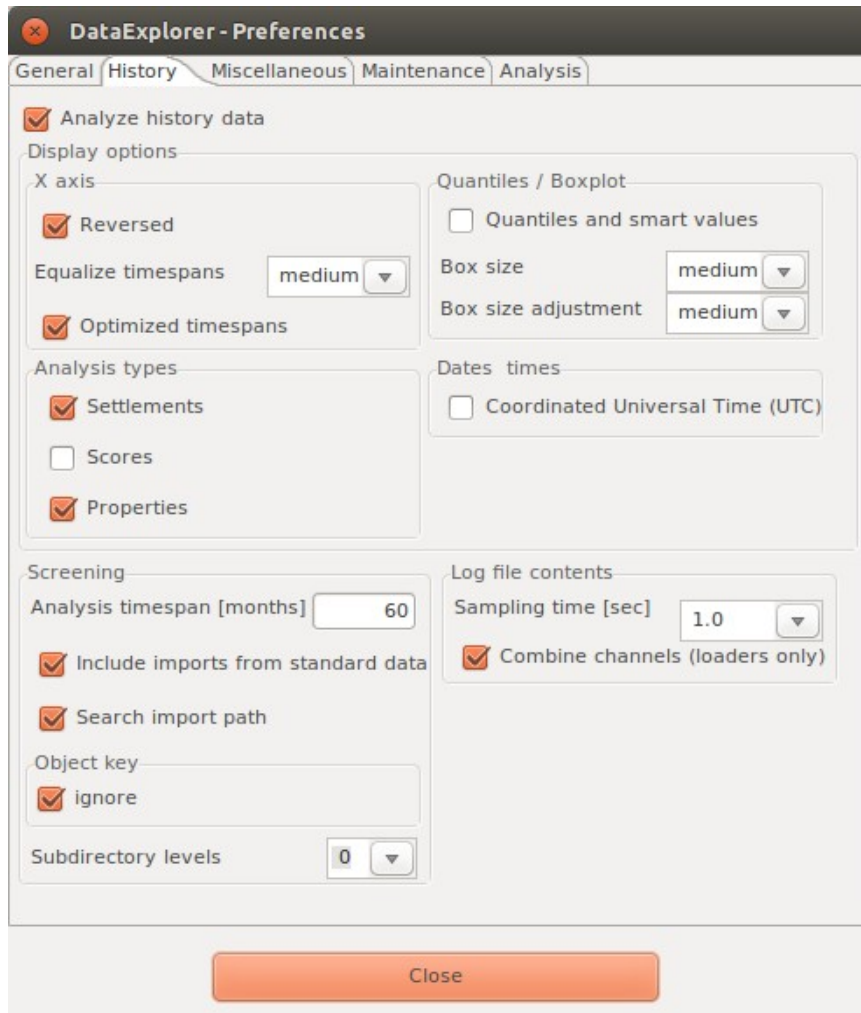 DataExplorer - Preferences
General History Miscellaneous Maintenance Analysis
Analyze history data
Display options
X axis
Reversed
Equalize timespans medium
Optimized timespans
Quantiles / Boxplot
Quantiles and smart values
Box size medium
Box size adjustment medium
Analysis types
Settlements
Scores
Properties
Dates times
Coordinated Universal Time (UTC)
Screening
Analysis timespan [months] 60
Include imports from standard data
Search import path
Object key
ignore
Subdirectory levels 0
Log file contents
Sampling time [sec] 1.0
Combine channels (loaders only)
Close